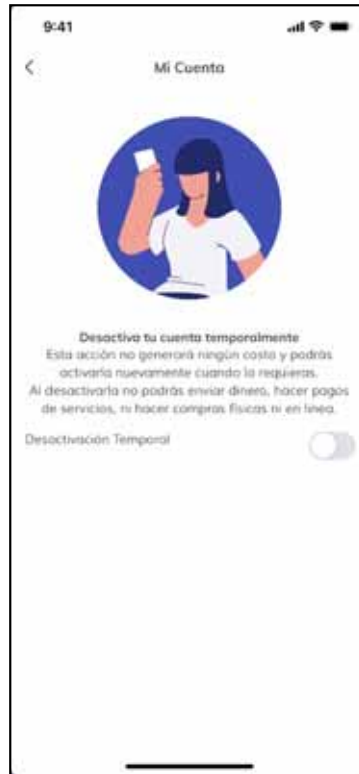 9:41
Mi Cuenta
Desactiva tu cuenta temporalmente
Esta acción no generará ningún costo y podrás
activarla nuevamente cuando la requieras.
Al desactivarla no podrás enviar dinero, hacer pagos
de servicios, ni hacer compras físicas ni en línea.
Desactivación Temporal